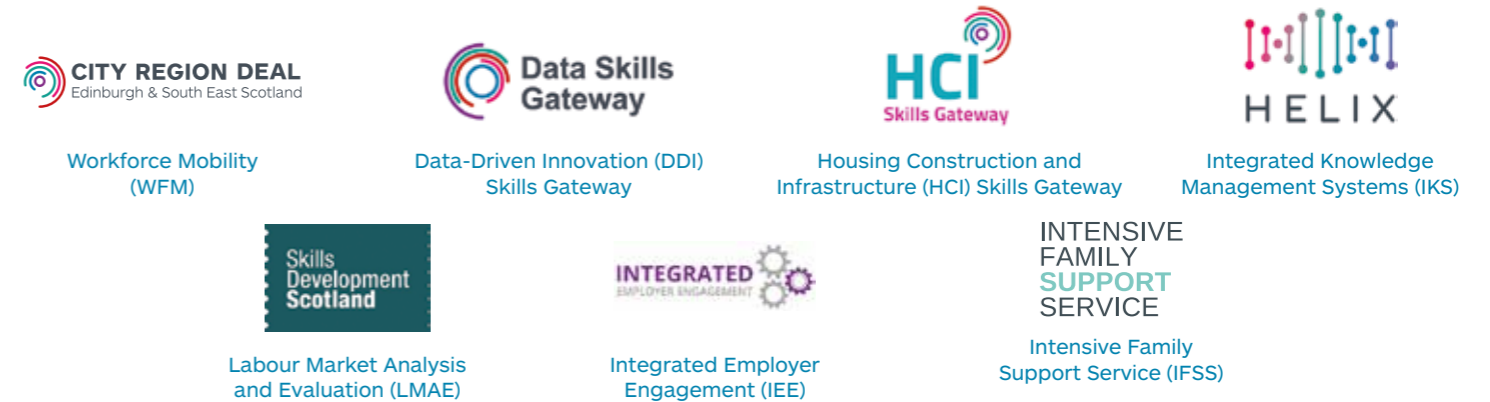 CITY REGION DEAL
Edinburgh & South East Scotland
Workforce Mobility
(WFM)
Data Skills
Gateway
Data-Driven Innovation (DDI)
Skills Gateway
HCI
Skills Gateway
Housing Construction and
Infrastructure (HCI) Skills Gateway
HELIX
Integrated Knowledge
Management Systems (IKS)
Skills
Development
Scotland
Labour Market Analysis
and Evaluation (LMAE)
INTEGRATED
EMPLOYER ENGAGEMENT
Integrated Employer
Engagement (IEE)
INTENSIVE
FAMILY
SUPPORT
SERVICE
Intensive Family
Support Service (IFSS)